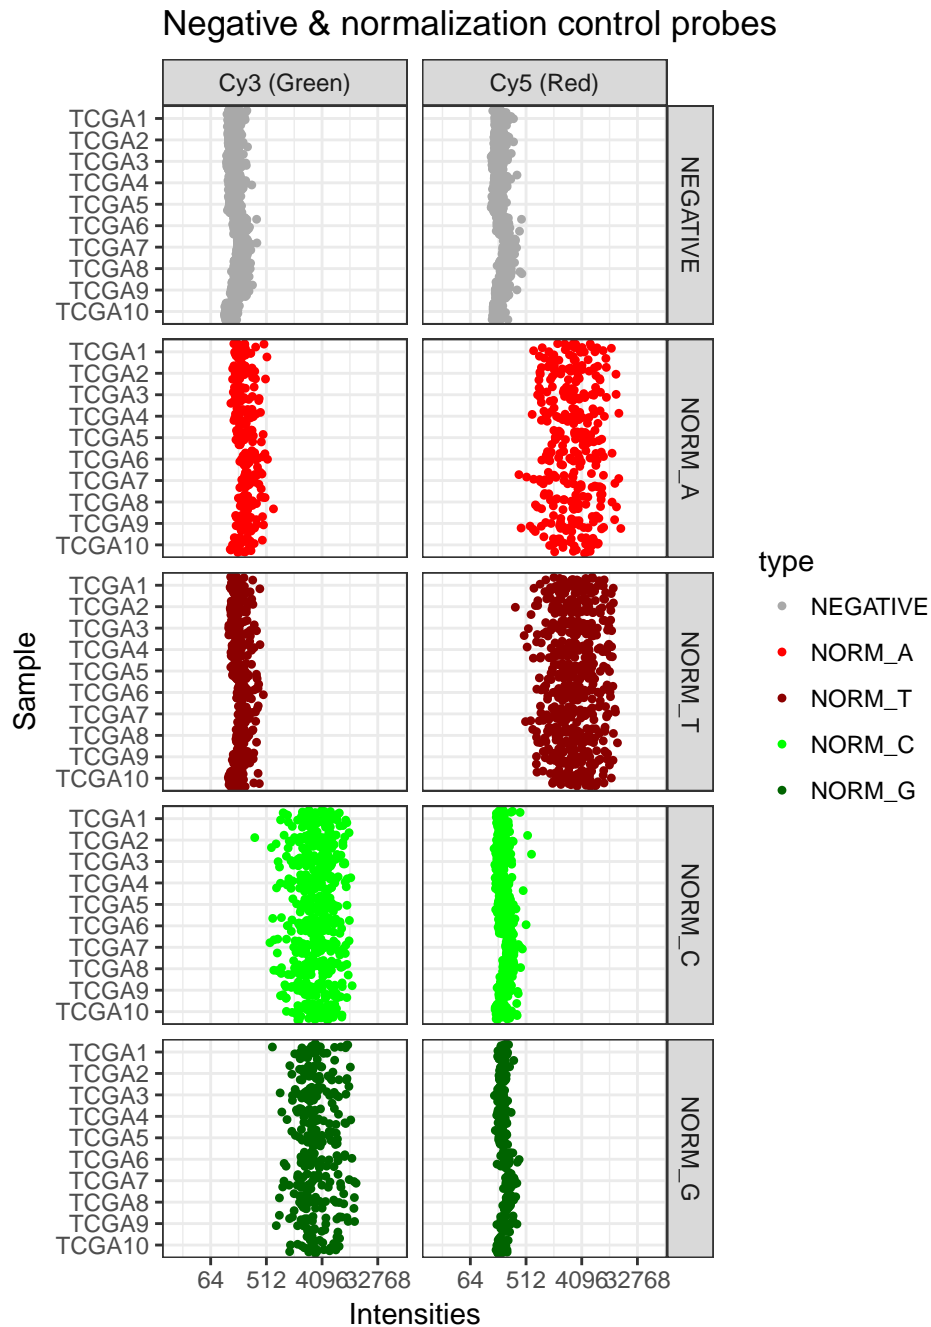 Negative & normalization control probes
Cy3 (Green)
Cy5 (Red)
TCGA1
TCGA2
TCGA3
TCGA4
TCGA5
TCGA6
TCGA7
TCGA8
TCGA9
TCGA10
NEGATIVE
TCGA1
TCGA2
TCGA3
TCGA4
TCGA5
TCGA6
TCGA7
TCGA8
TCGA9
TCGA10
NORM_A
TCGA1
TCGA2
TCGA3
TCGA4
TCGA5
TCGA6
TCGA7
TCGA8
TCGA9
TCGA10
NORM_T
TCGA1
TCGA2
TCGA3
TCGA4
TCGA5
TCGA6
TCGA7
TCGA8
TCGA9
TCGA10
NORM_C
TCGA1
TCGA2
TCGA3
TCGA4
TCGA5
TCGA6
TCGA7
TCGA8
TCGA9
TCGA10
NORM_G
64 512 4096 32768
64 512 4096 32768
Intensities
Sample
type
NEGATIVE
NORM_A
NORM_T
NORM_C
NORM_G